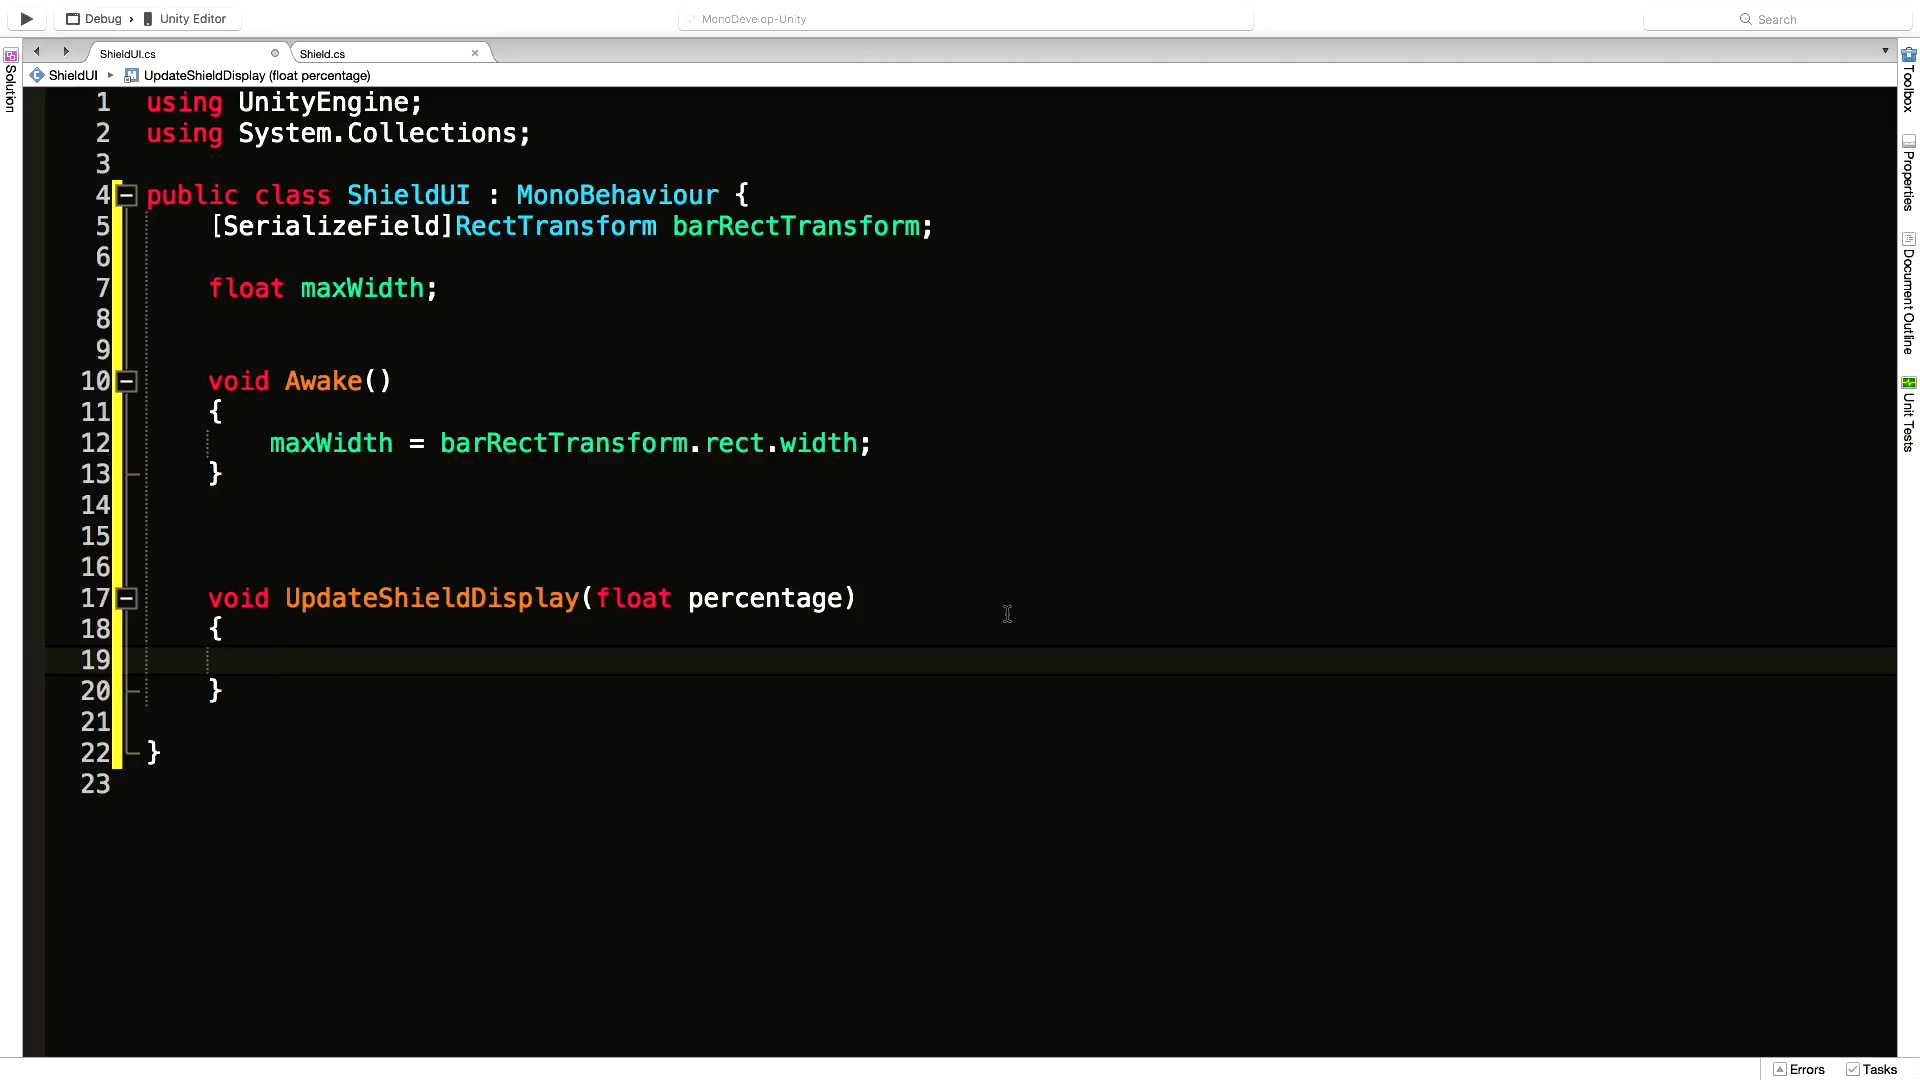 Debug › Unity Editor
MonoDevelop-Unity
Search
ShieldUI.cs
Shield.cs
ShieldUI ▸ UpdateShieldDisplay (float percentage)
Solution
Toolbox
Properties
Document Outline
Unit Tests
1 using UnityEngine;
2 using System.Collections;
3
4 public class ShieldUI : MonoBehaviour {
5 [SerializeField]RectTransform barRectTransform;
6
7 float maxWidth;
8
9
10 void Awake()
11 {
12 maxWidth = barRectTransform.rect.width;
13 }
14
15
16
17 void UpdateShieldDisplay(float percentage)
18 {
19
20 }
21
22 }
23
Errors
Tasks